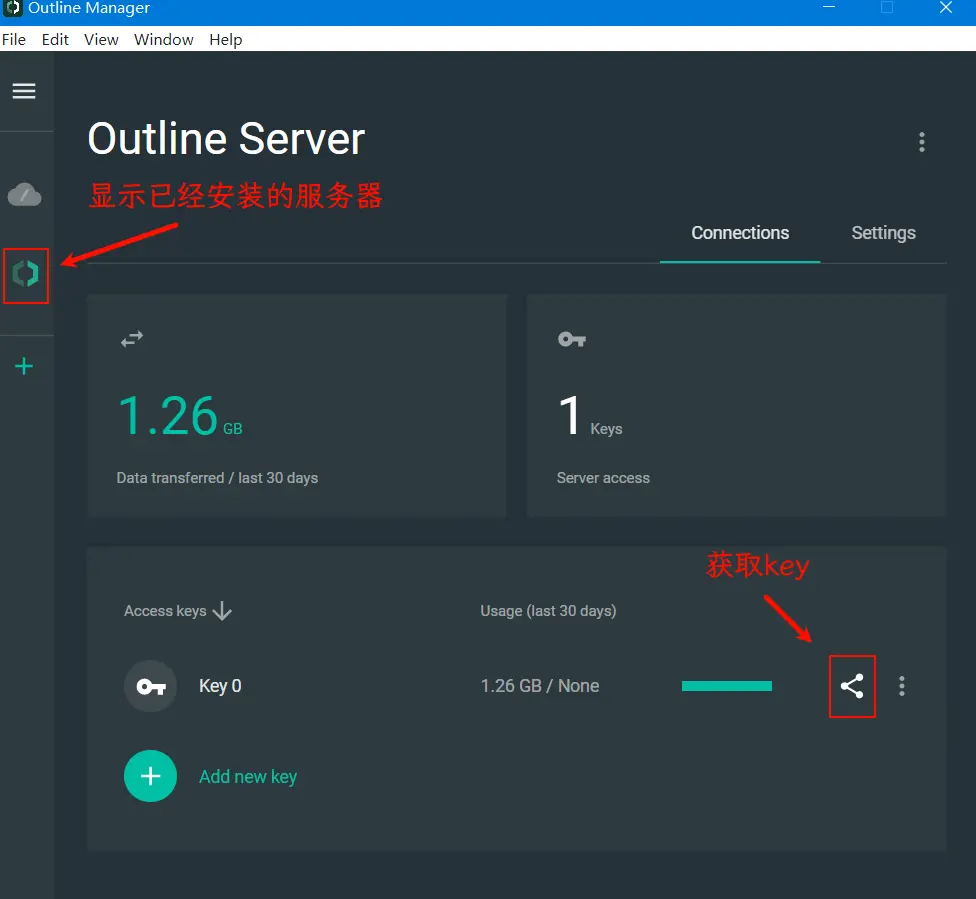 Outline Manager
File Edit View Window Help
Outline Server
显示已经安装的服务器
Connections Settings
1.26 GB
Data transferred / last 30 days
1 Keys
Server access
获取key
Access keys Usage (last 30 days)
Key 0 1.26 GB / None
Add new key